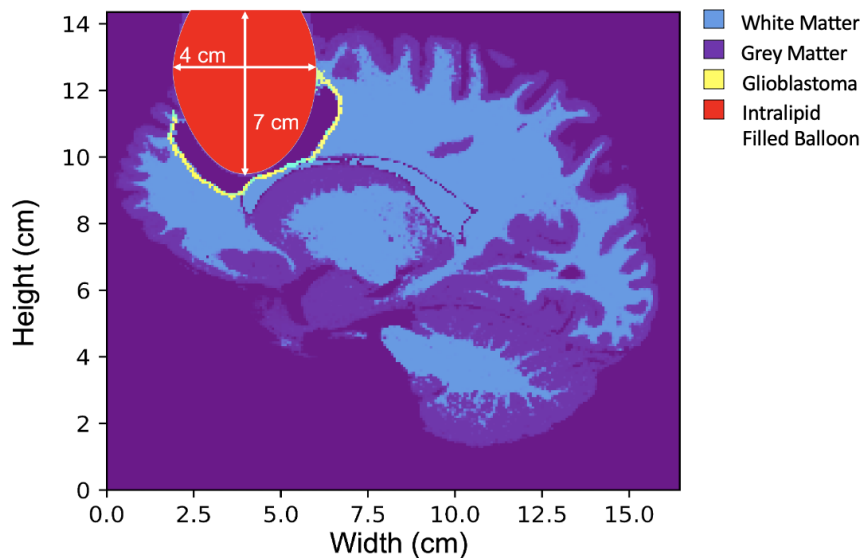 14
12
10
8
6
4
2
0
Height (cm)
4 cm
7 cm
0.0 2.5 5.0 7.5 10.0 12.5 15.0
Width (cm)
White Matter
Grey Matter
Glioblastoma
Intralipid
Filled Balloon